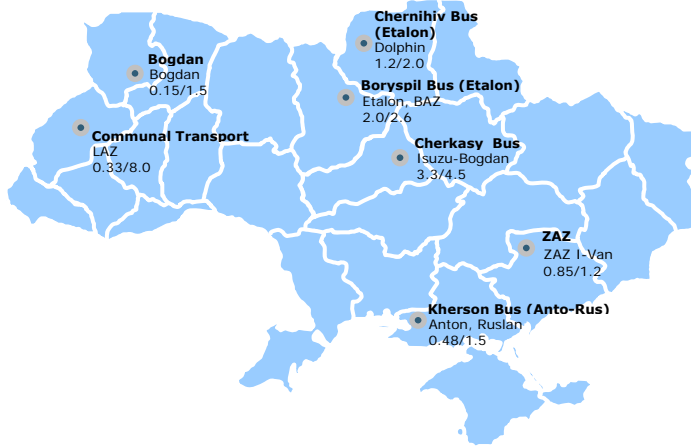 Chernihiv Bus
(Etalon)
Dolphin
1.2/2.0
Bogdan
Bogdan
0.15/1.5
Boryspil Bus (Etalon)
Etalon, BAZ
2.0/2.6
Communal Transport
LAZ
0.33/8.0
Cherkasy Bus
Isuzu-Bogdan
3.3/4.5
ZAZ
ZAZ I-Van
0.85/1.2
Kherson Bus (Anto-Rus)
Anton, Ruslan
0.48/1.5